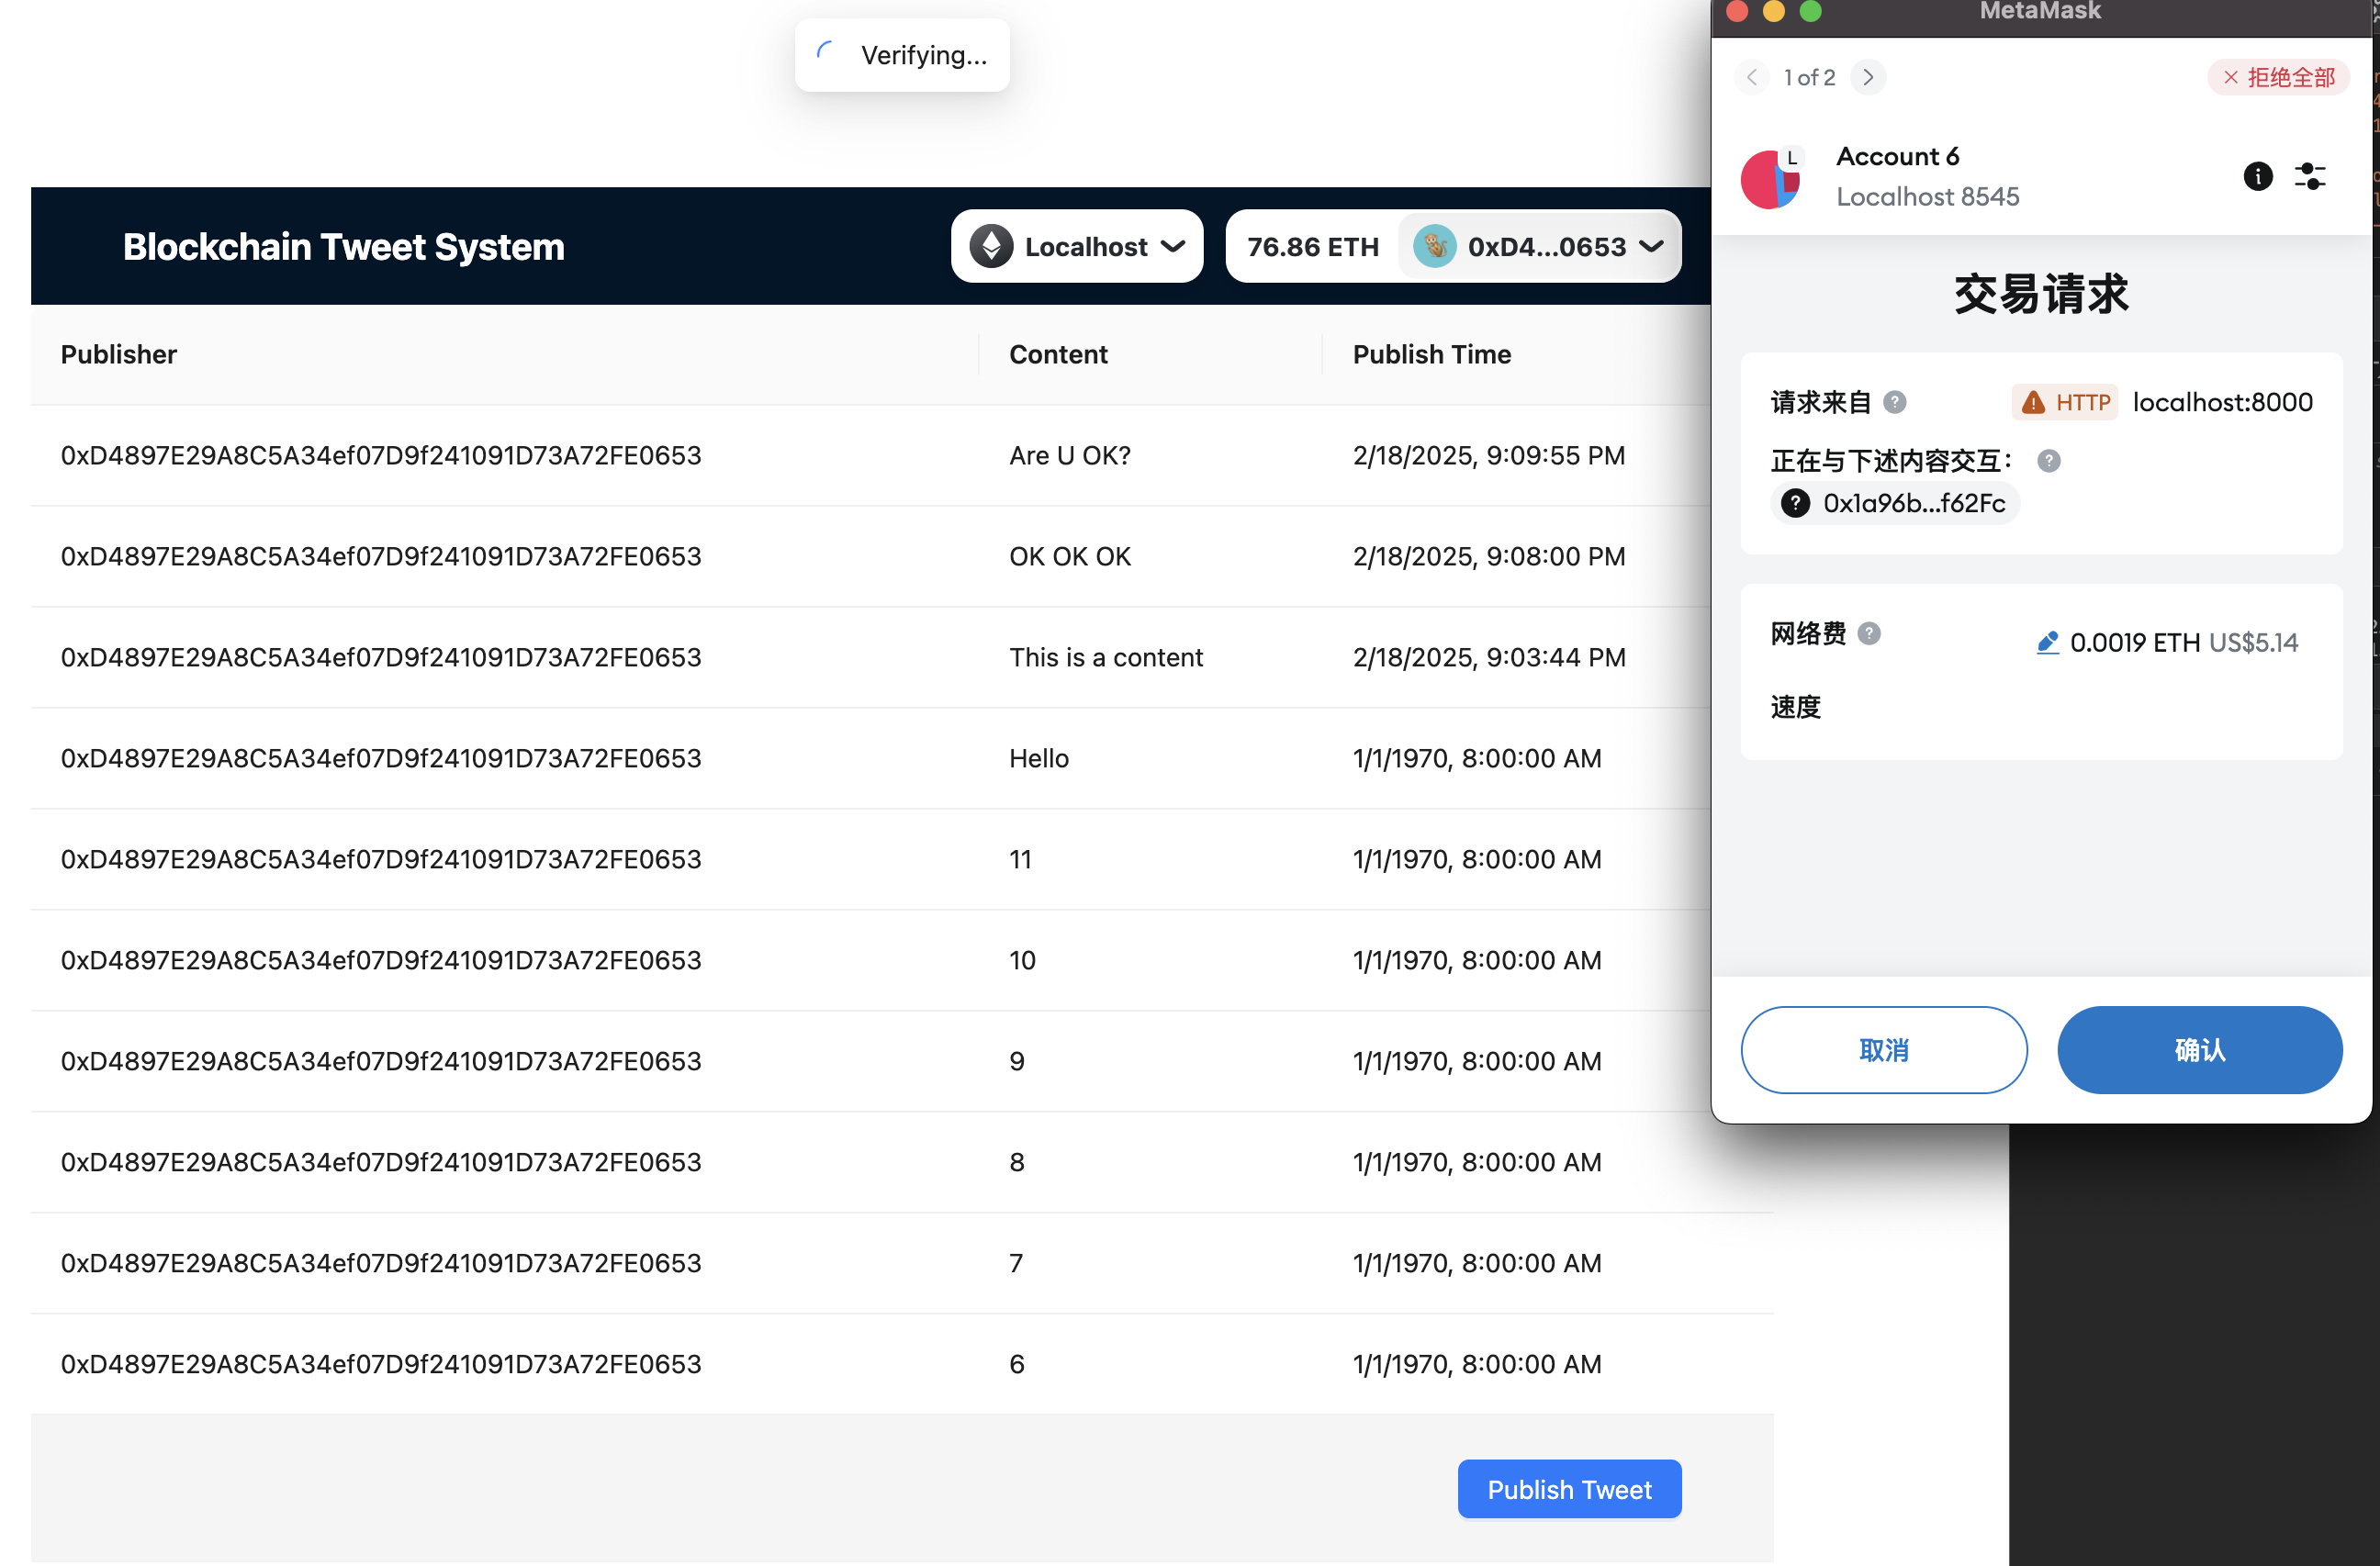 Verifying...
Blockchain Tweet System
Localhost
76.86 ETH
0xD4...0653
Publisher Content Publish Time
0xD4897E29A8C5A34ef07D9f241091D73A72FE0653 Are U OK? 2/18/2025, 9:09:55 PM
0xD4897E29A8C5A34ef07D9f241091D73A72FE0653 OK OK OK 2/18/2025, 9:08:00 PM
0xD4897E29A8C5A34ef07D9f241091D73A72FE0653 This is a content 2/18/2025, 9:03:44 PM
0xD4897E29A8C5A34ef07D9f241091D73A72FE0653 Hello 1/1/1970, 8:00:00 AM
0xD4897E29A8C5A34ef07D9f241091D73A72FE0653 11 1/1/1970, 8:00:00 AM
0xD4897E29A8C5A34ef07D9f241091D73A72FE0653 10 1/1/1970, 8:00:00 AM
0xD4897E29A8C5A34ef07D9f241091D73A72FE0653 9 1/1/1970, 8:00:00 AM
0xD4897E29A8C5A34ef07D9f241091D73A72FE0653 8 1/1/1970, 8:00:00 AM
0xD4897E29A8C5A34ef07D9f241091D73A72FE0653 7 1/1/1970, 8:00:00 AM
0xD4897E29A8C5A34ef07D9f241091D73A72FE0653 6 1/1/1970, 8:00:00 AM
Publish Tweet
MetaMask
1 of 2
拒绝全部
L
Account 6
Localhost 8545
交易请求
请求来自 HTTP localhost:8000
正在与下述内容交互：
0x1a96b...f62Fc
网络费 0.0019 ETH US$5.14
速度
取消 确认